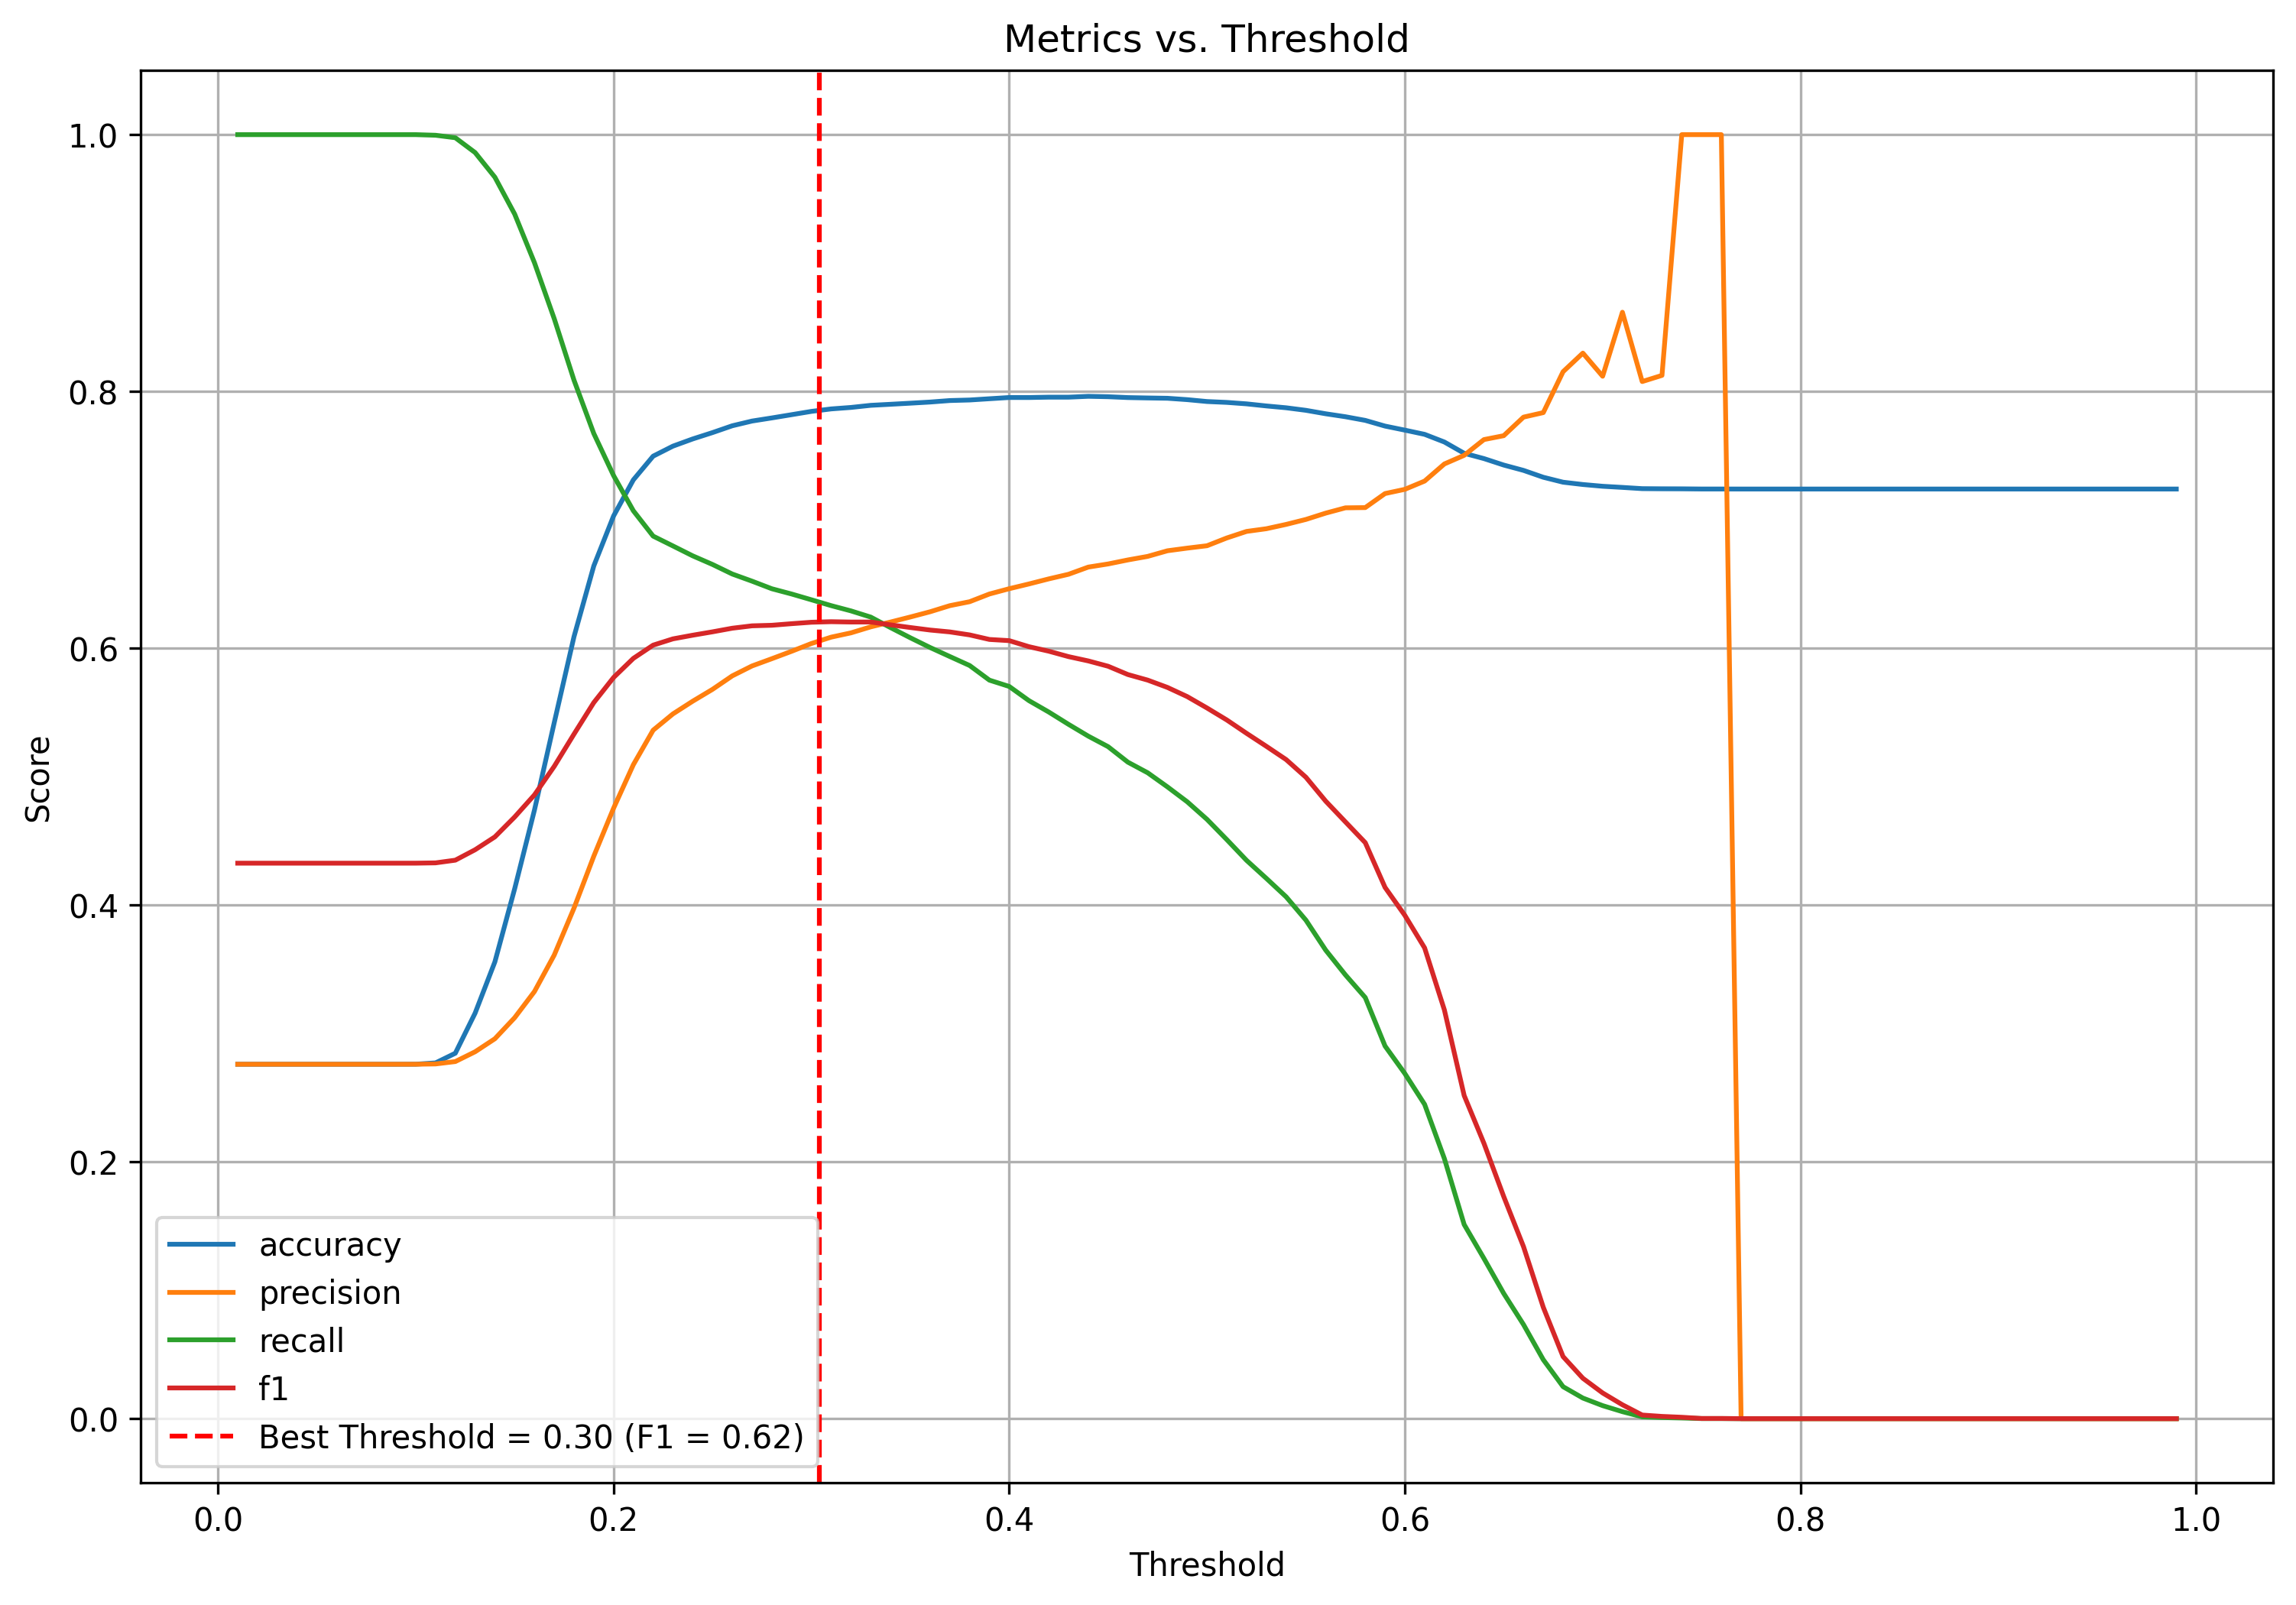 Metrics vs. Threshold
1.0
0.8
0.6
0.4
0.2
0.0
Score
accuracy
precision
recall
f1
Best Threshold = 0.30 (F1 = 0.62)
0.0 0.2 0.4 0.6 0.8 1.0
Threshold